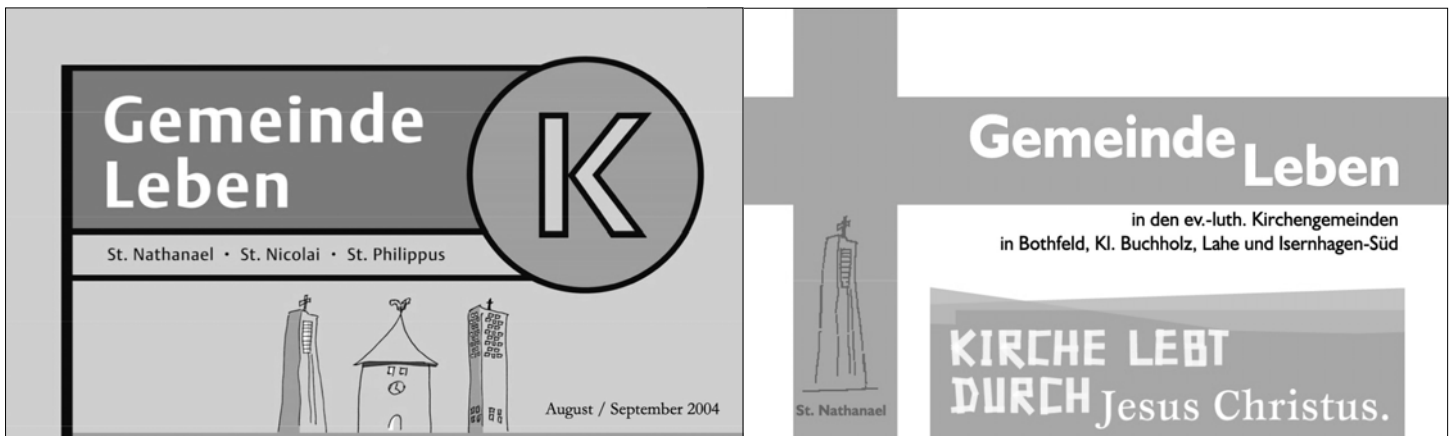 Gemeinde
Leben
K
St. Nathanael · St. Nicolai · St. Philippus
August / September 2004
Gemeinde
Leben
in den ev.-luth. Kirchengemeinden
in Bothfeld, Kl. Buchholz, Lahe und Isernhagen-Süd
St. Nathanael
KIRCHE LEBT
DURCH Jesus Christus.